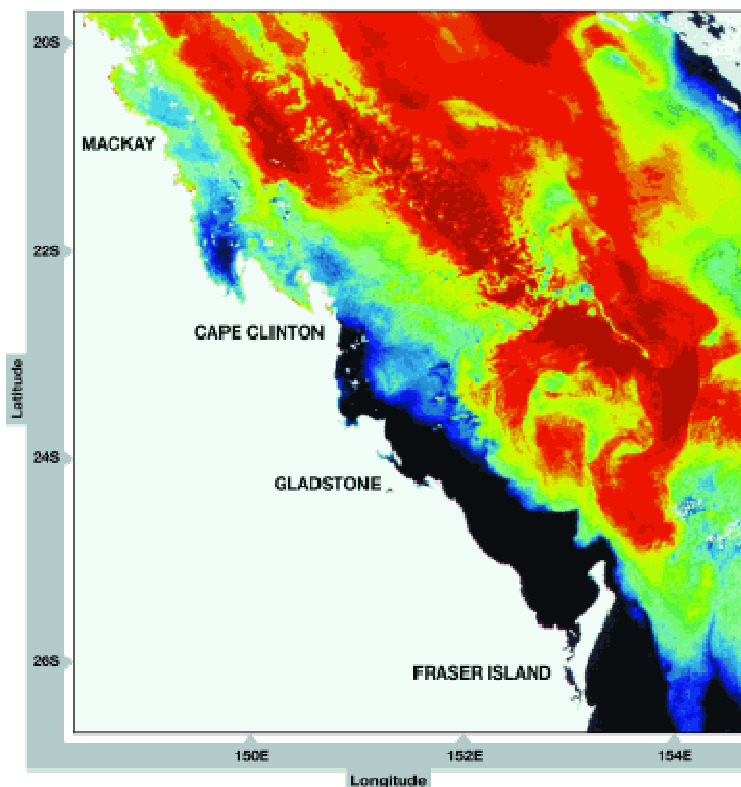 20S
MACKAY
22S
CAPE CLINTON
Latitude
24S
GLADSTONE
26S
FRASER ISLAND
150E
152E
154E
Longitude